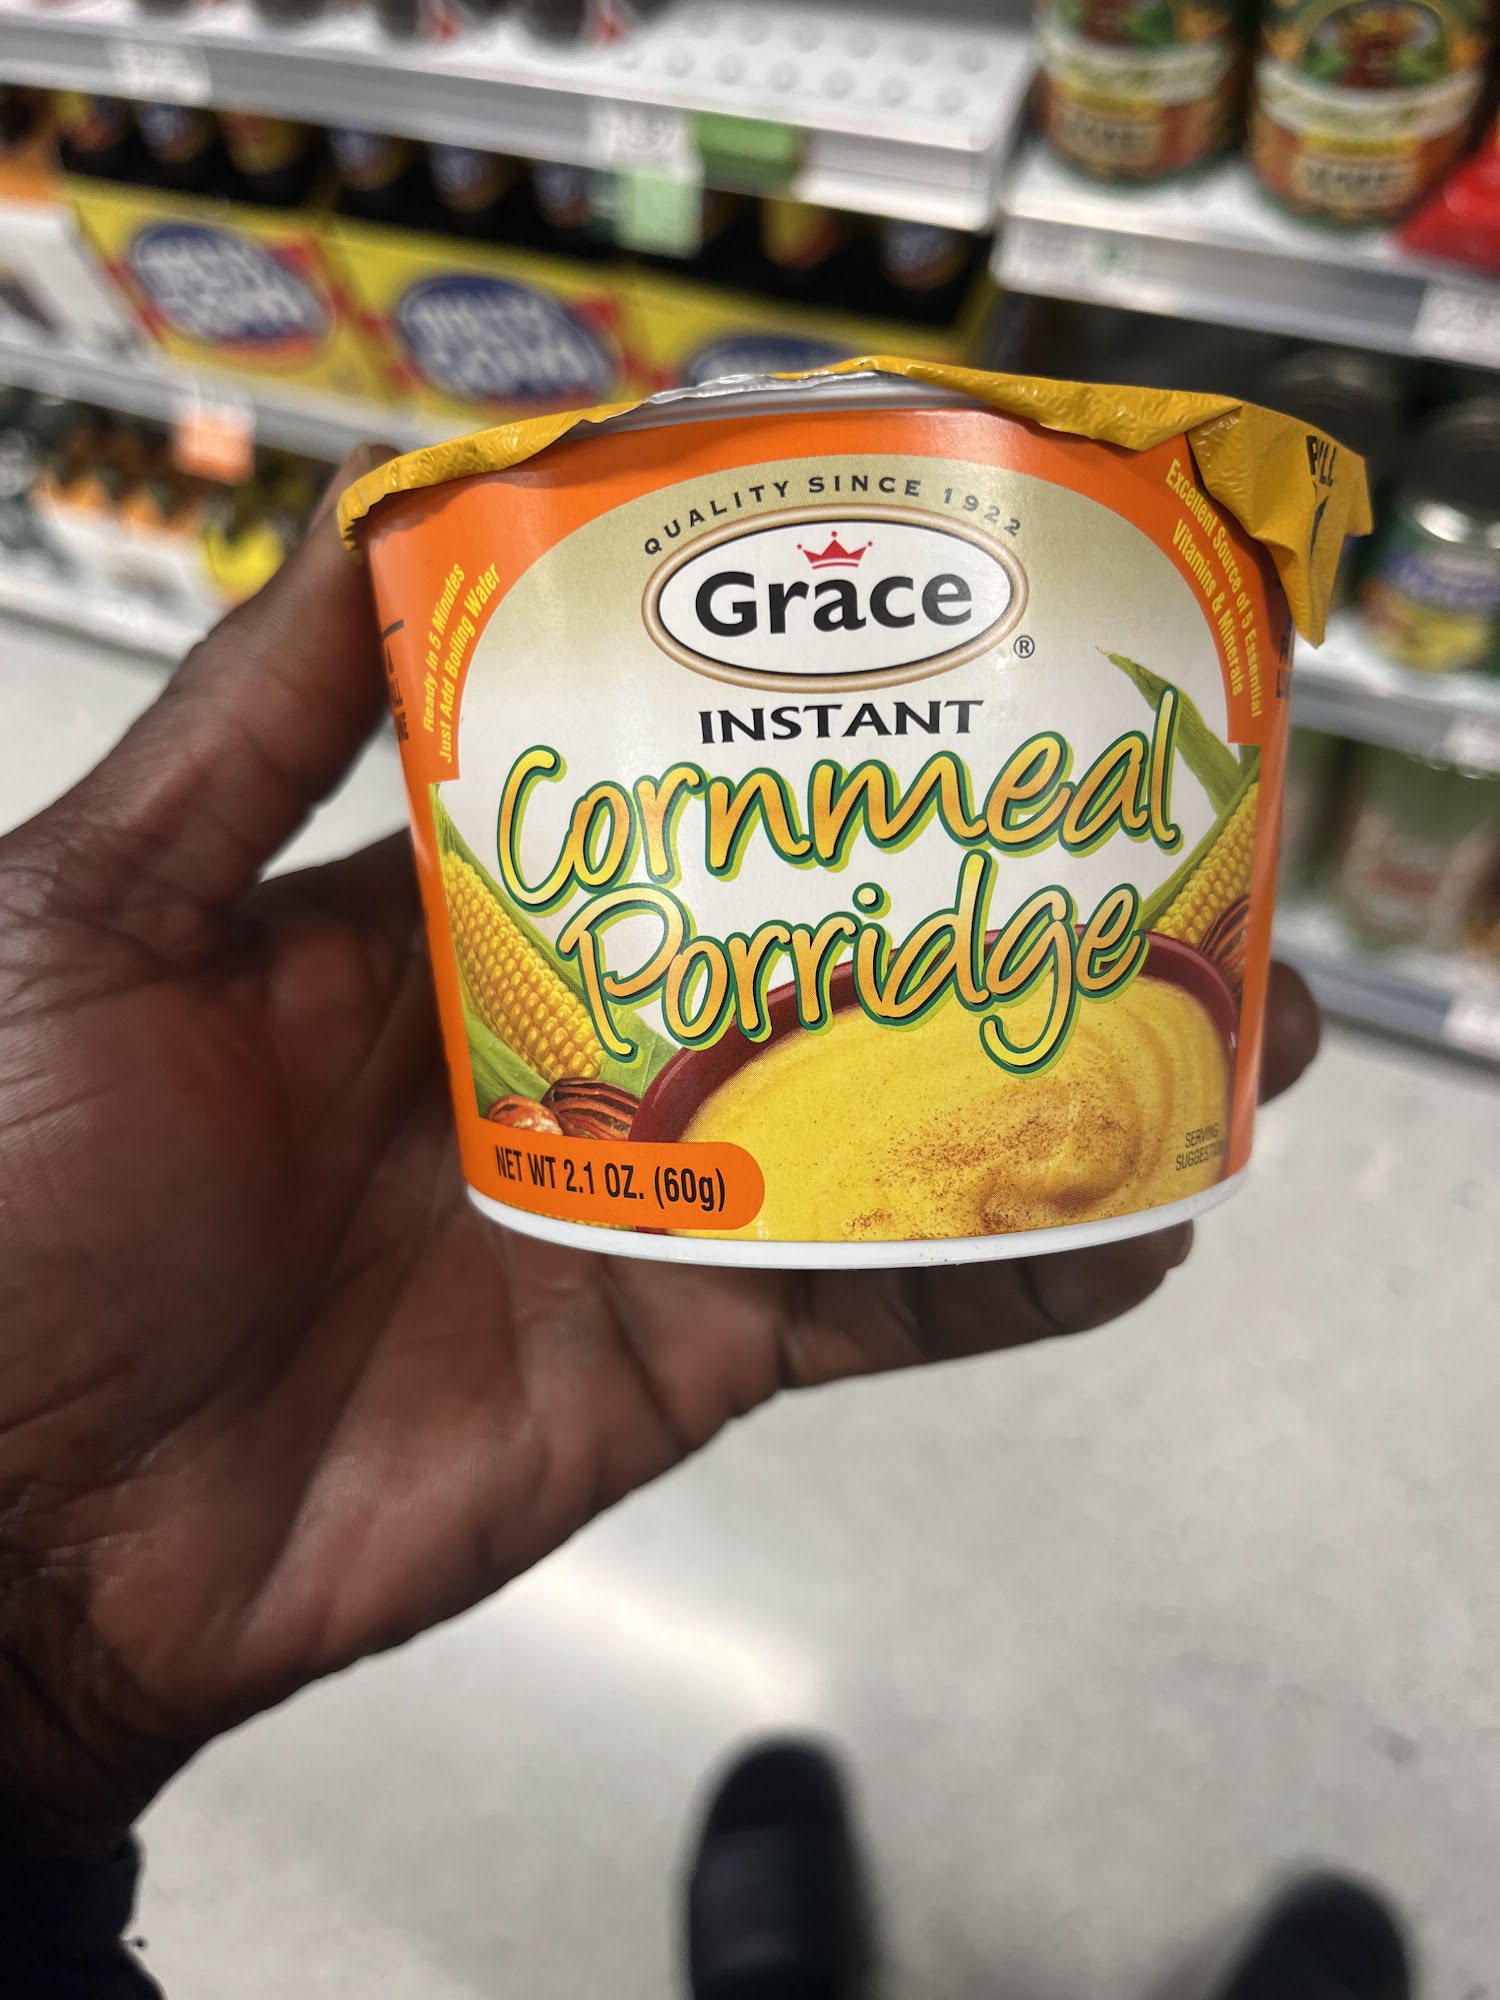 PULL
QUALITY SINCE 1922
Grace
®
INSTANT
Cornmeal
Porridge
Ready In 5 Minutes
Just Add Boiling Water
Excellent Source of 5 Essential
Vitamins & Minerals
NET WT 2.1 OZ. (60g)
SERVING